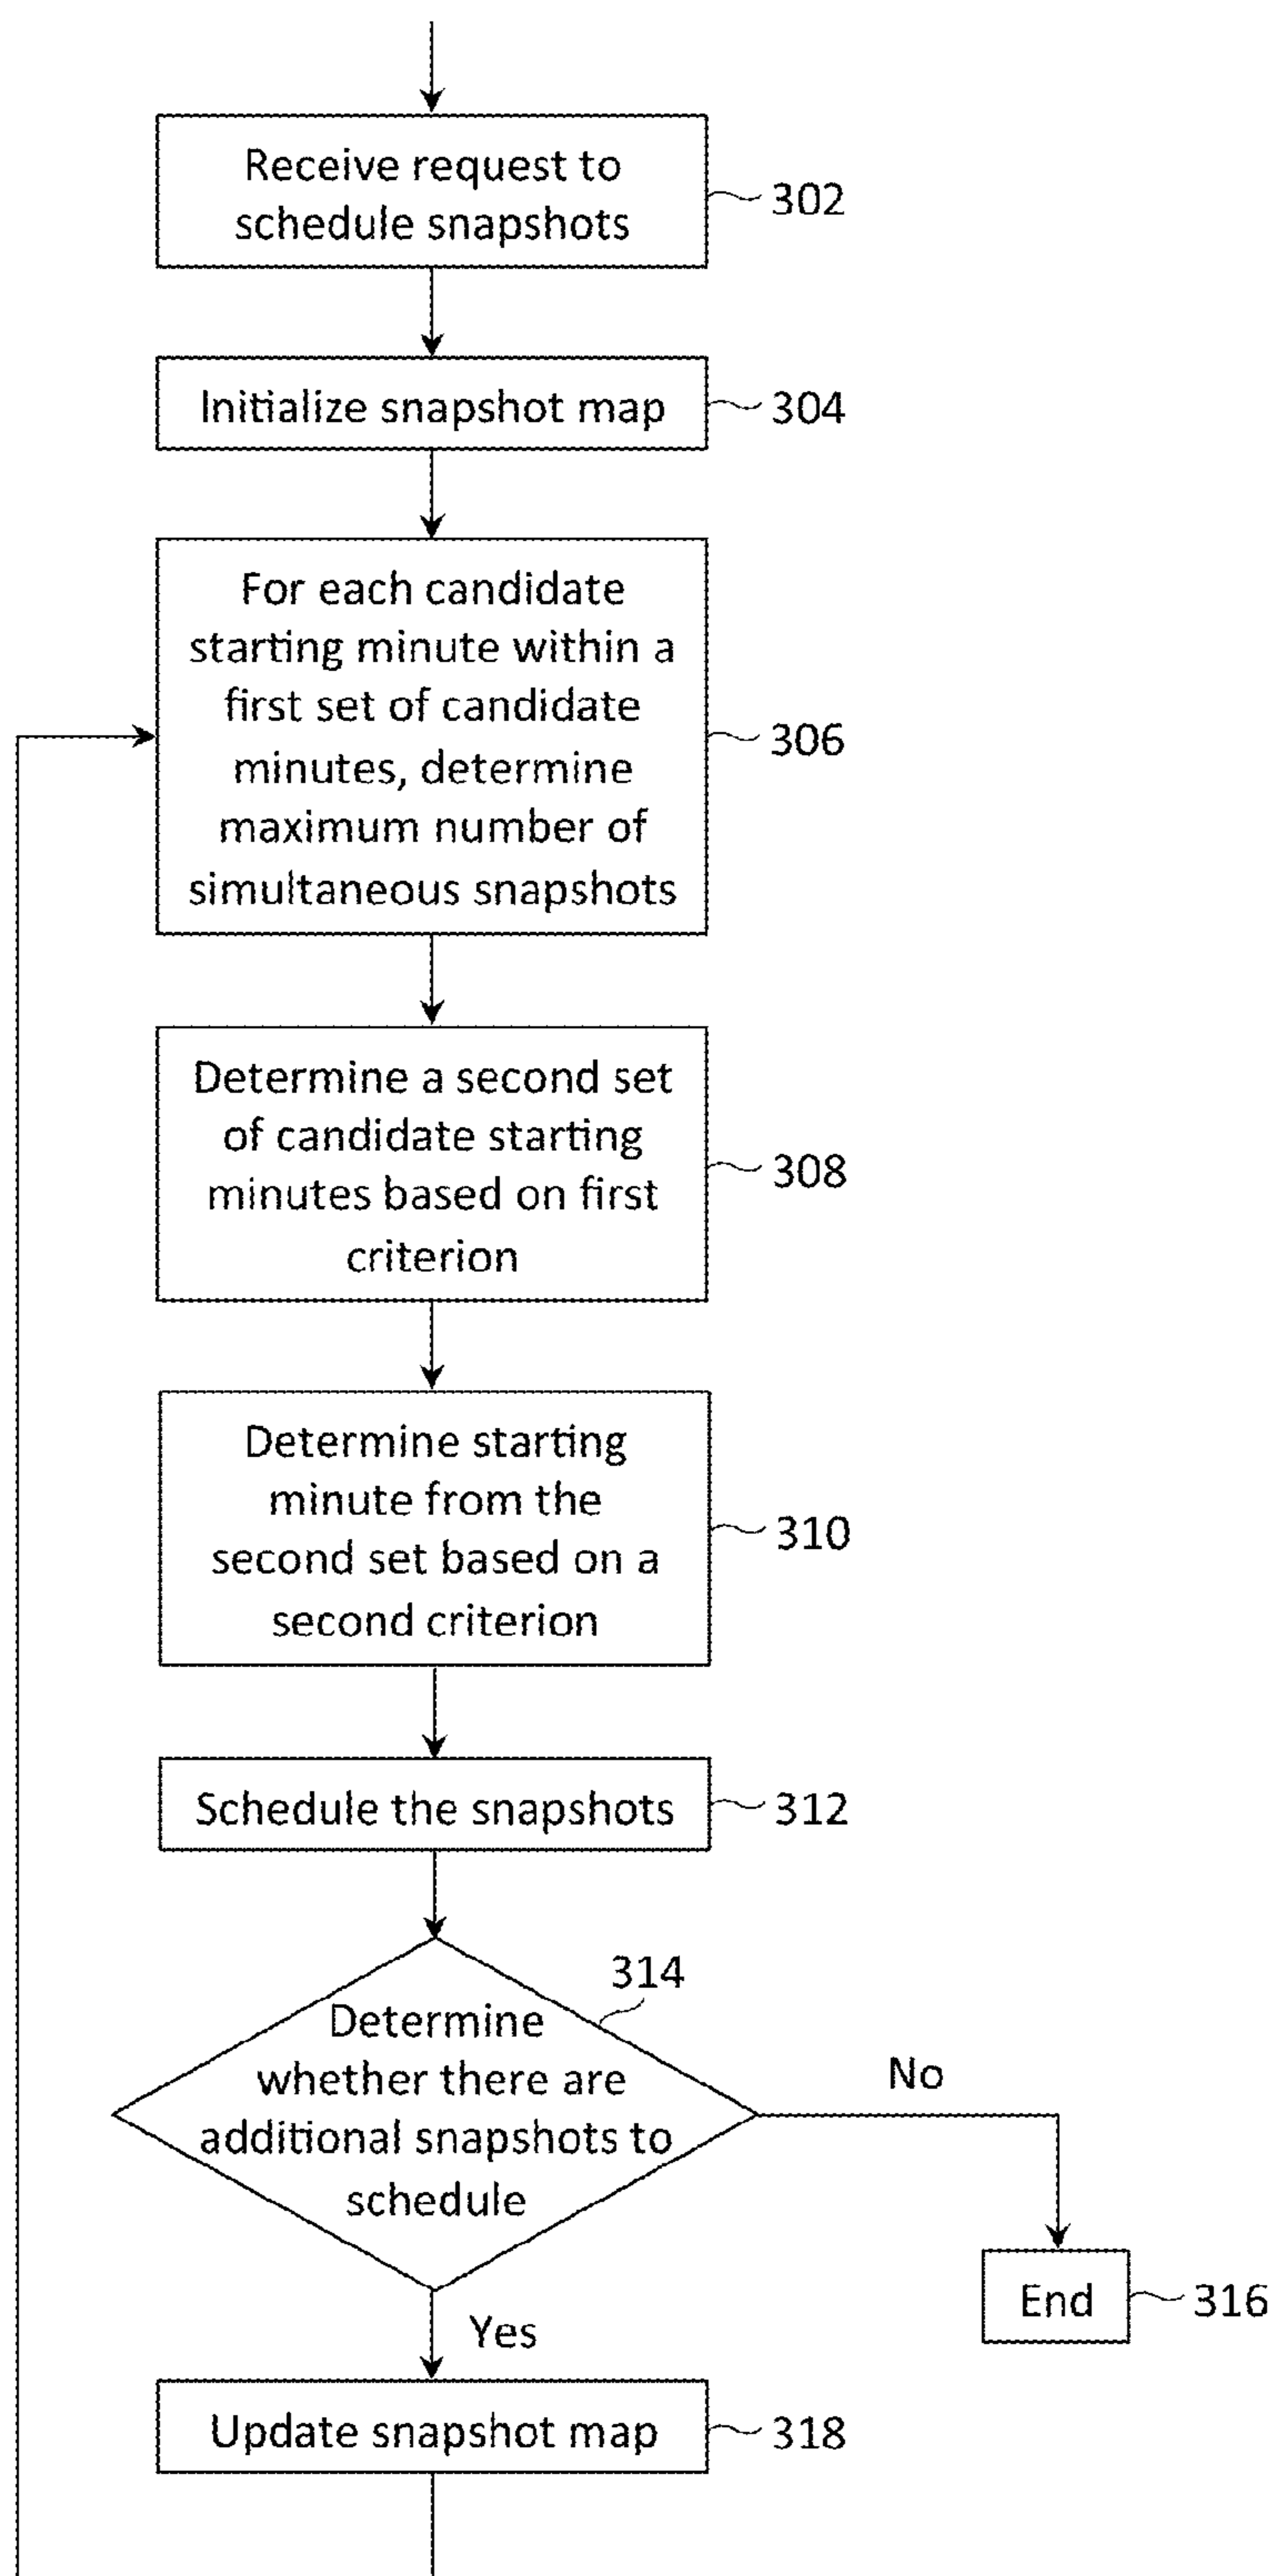 Receive request to
schedule snapshots
302
Initialize snapshot map
304
For each candidate
starting minute within a
first set of candidate
minutes, determine
maximum number of
simultaneous snapshots
306
Determine a second set
of candidate starting
minutes based on first
criterion
308
Determine starting
minute from the
second set based on a
second criterion
310
Schedule the snapshots
312
314
Determine
whether there are
additional snapshots to
schedule
No
End
316
Yes
Update snapshot map
318